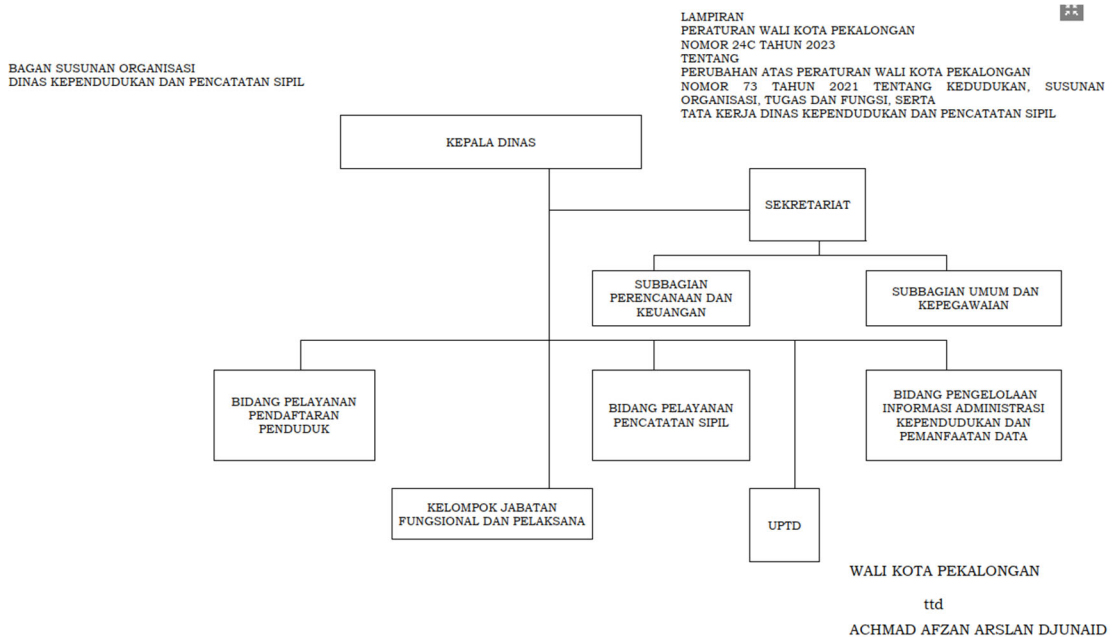 LAMPIRAN
PERATURAN WALI KOTA PEKALONGAN
NOMOR 24C TAHUN 2023
TENTANG
PERUBAHAN ATAS PERATURAN WALI KOTA PEKALONGAN
NOMOR 73 TAHUN 2021 TENTANG KEDUDUKAN, SUSUNAN
ORGANISASI, TUGAS DAN FUNGSI, SERTA
TATA KERJA DINAS KEPENDUDUKAN DAN PENCATATAN SIPIL
BAGAN SUSUNAN ORGANISASI
DINAS KEPENDUDUKAN DAN PENCATATAN SIPIL
KEPALA DINAS
SEKRETARIAT
SUBBAGIAN
PERENCANAAN DAN
KEUANGAN
SUBBAGIAN UMUM DAN
KEPEGAWAIAN
BIDANG PELAYANAN
PENDAFTARAN
PENDUDUK
BIDANG PELAYANAN
PENCATATAN SIPIL
BIDANG PENGELOLAAN
INFORMASI ADMINISTRASI
KEPENDUDUKAN DAN
PEMANFAATAN DATA
KELOMPOK JABATAN
FUNGSIONAL DAN PELAKSANA
UPTD
WALI KOTA PEKALONGAN
ttd
ACHMAD AFZAN ARSLAN DJUNAID